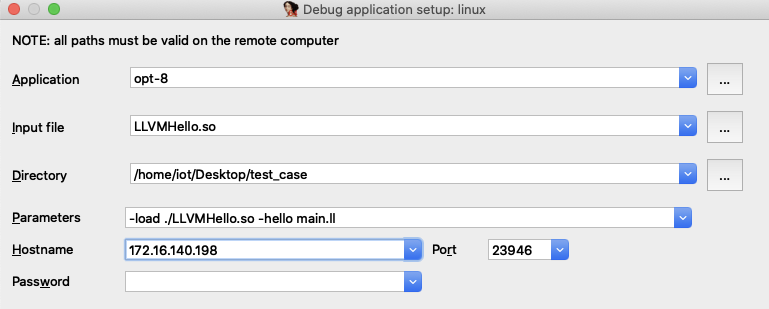 Debug application setup: linux
NOTE: all paths must be valid on the remote computer
Application opt-8 ...
Input file LLVMHello.so ...
Directory /home/iot/Desktop/test_case ...
Parameters -load ./LLVMHello.so -hello main.ll
Hostname 172.16.140.198 Port 23946
Password